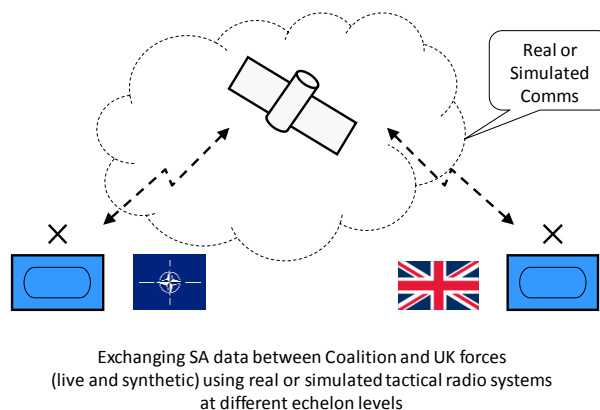 Real or
Simulated
Comms
Exchanging SA data between Coalition and UK forces
(live and synthetic) using real or simulated tactical radio systems
at different echelon levels